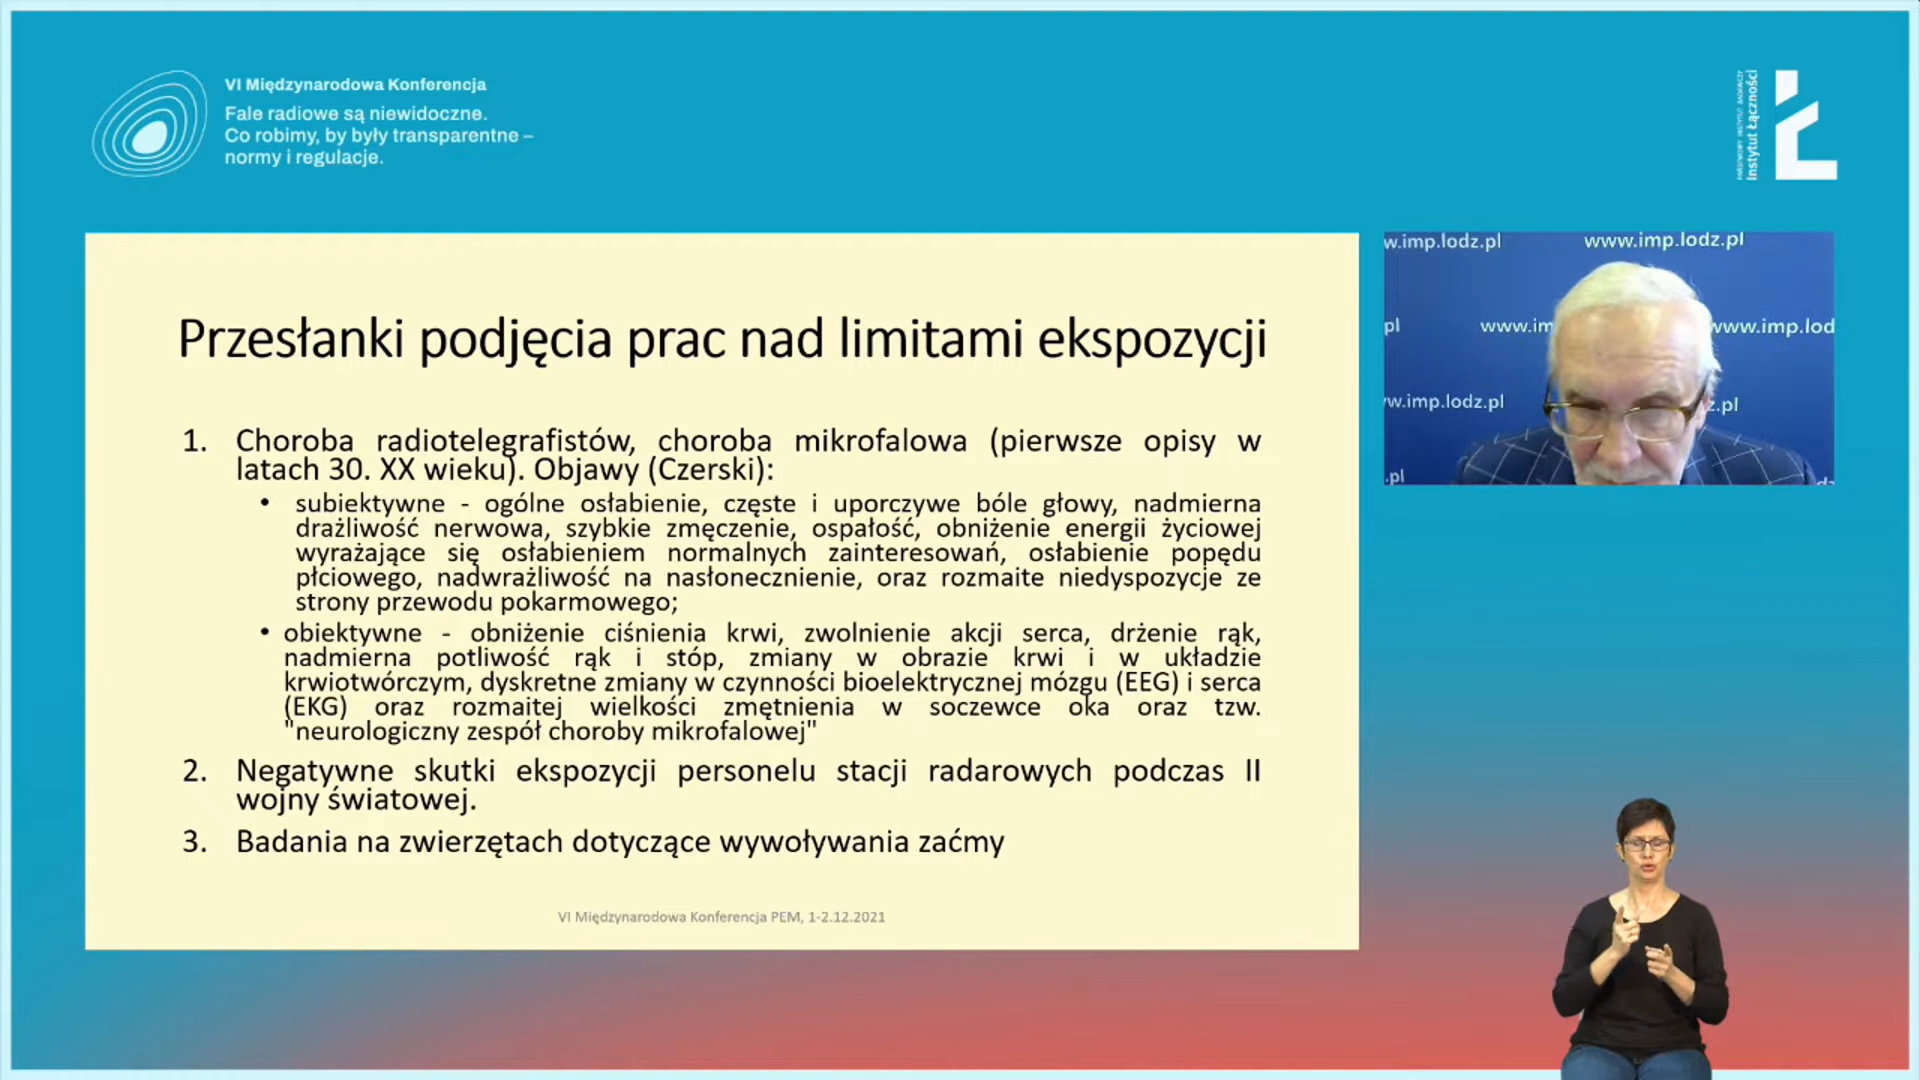 VI Międzynarodowa Konferencja
Fale radiowe są niewidoczne.
Co robimy, by były transparentne –
normy i regulacje.
PAŃSTWOWY INSTYTUT BADAWCZY
Instytut Łączności
Ł
Przesłanki podjęcia prac nad limitami ekspozycji
1. Choroba radiotelegrafistów, choroba mikrofalowa (pierwsze opisy w
latach 30. XX wieku). Objawy (Czerski):
• subiektywne - ogólne osłabienie, częste i uporczywe bóle głowy, nadmierna
drażliwość nerwowa, szybkie zmęczenie, ospałość, obniżenie energii życiowej
wyrażające się osłabieniem normalnych zainteresowań, osłabienie popędu
płciowego, nadwrażliwość na nasłonecznienie, oraz rozmaite niedyspozycje ze
strony przewodu pokarmowego;
• obiektywne - obniżenie ciśnienia krwi, zwolnienie akcji serca, drżenie rąk,
nadmierna potliwość rąk i stóp, zmiany w obrazie krwi i w układzie
krwiotwórczym, dyskretne zmiany w czynności bioelektrycznej mózgu (EEG) i serca
(EKG) oraz rozmaitej wielkości zmętnienia w soczewce oka oraz tzw.
"neurologiczny zespół choroby mikrofalowej"
2. Negatywne skutki ekspozycji personelu stacji radarowych podczas II
wojny światowej.
3. Badania na zwierzętach dotyczące wywoływania zaćmy
VI Międzynarodowa Konferencja PEM, 1-2.12.2021
w.imp.lodz.pl www.imp.lodz.pl
pl www.im www.imp.lod
w.imp.lodz.pl z.pl
.pl dz